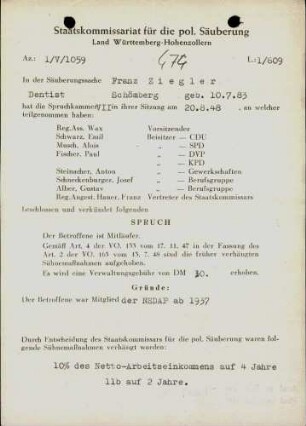 Staatskommissariat für die pol. Säuberung
Land Württemberg-Hohenzollern
Az.: 1/V/1059
474
L: 1/609
In der Säuberungssache Franz Ziegler
Dentist Schömberg geb. 10.7.83
hat die Spruchkammer VII in ihrer Sitzung am 20.8.48 , an welcher
teilgenommen haben:
Reg.Ass. Wax Vorsitzender
Schwarz, Emil Beisitzer — CDU
Musch, Alois „ — SPD
Fischer, Paul „ — DVP
„ — KPD
Steimacher, Anton „ — Gewerkschaften
Schneckenburger, Josef „ — Berufsgruppe
Alber, Gustav „ — Berufsgruppe
Reg.Angest. Hauer, Franz Vertreter des Staatskommissars
beschlossen und verkündet folgenden
SPRUCH
Der Betroffene ist Mitläufer.
Gemäß Art. 4 der VO. 133 vom 17. 11. 47 in der Fassung des
Art. 2 der VO. 165 vom 13. 7. 48 sind die früher verhängten
Sühnemaßnahmen aufgehoben.
Es wird eine Verwaltungsgebühr von DM 30. erhoben.
Gründe:
Der Betroffene war Mitglied der NSDAP ab 1937
Durch Entscheidung des Staatskommissars für die pol. Säuberung waren fol-
gende Sühnemaßnahmen verhängt worden:
10% des Netto-Arbeitseinkommens auf 4 Jahre
11b auf 2 Jahre.